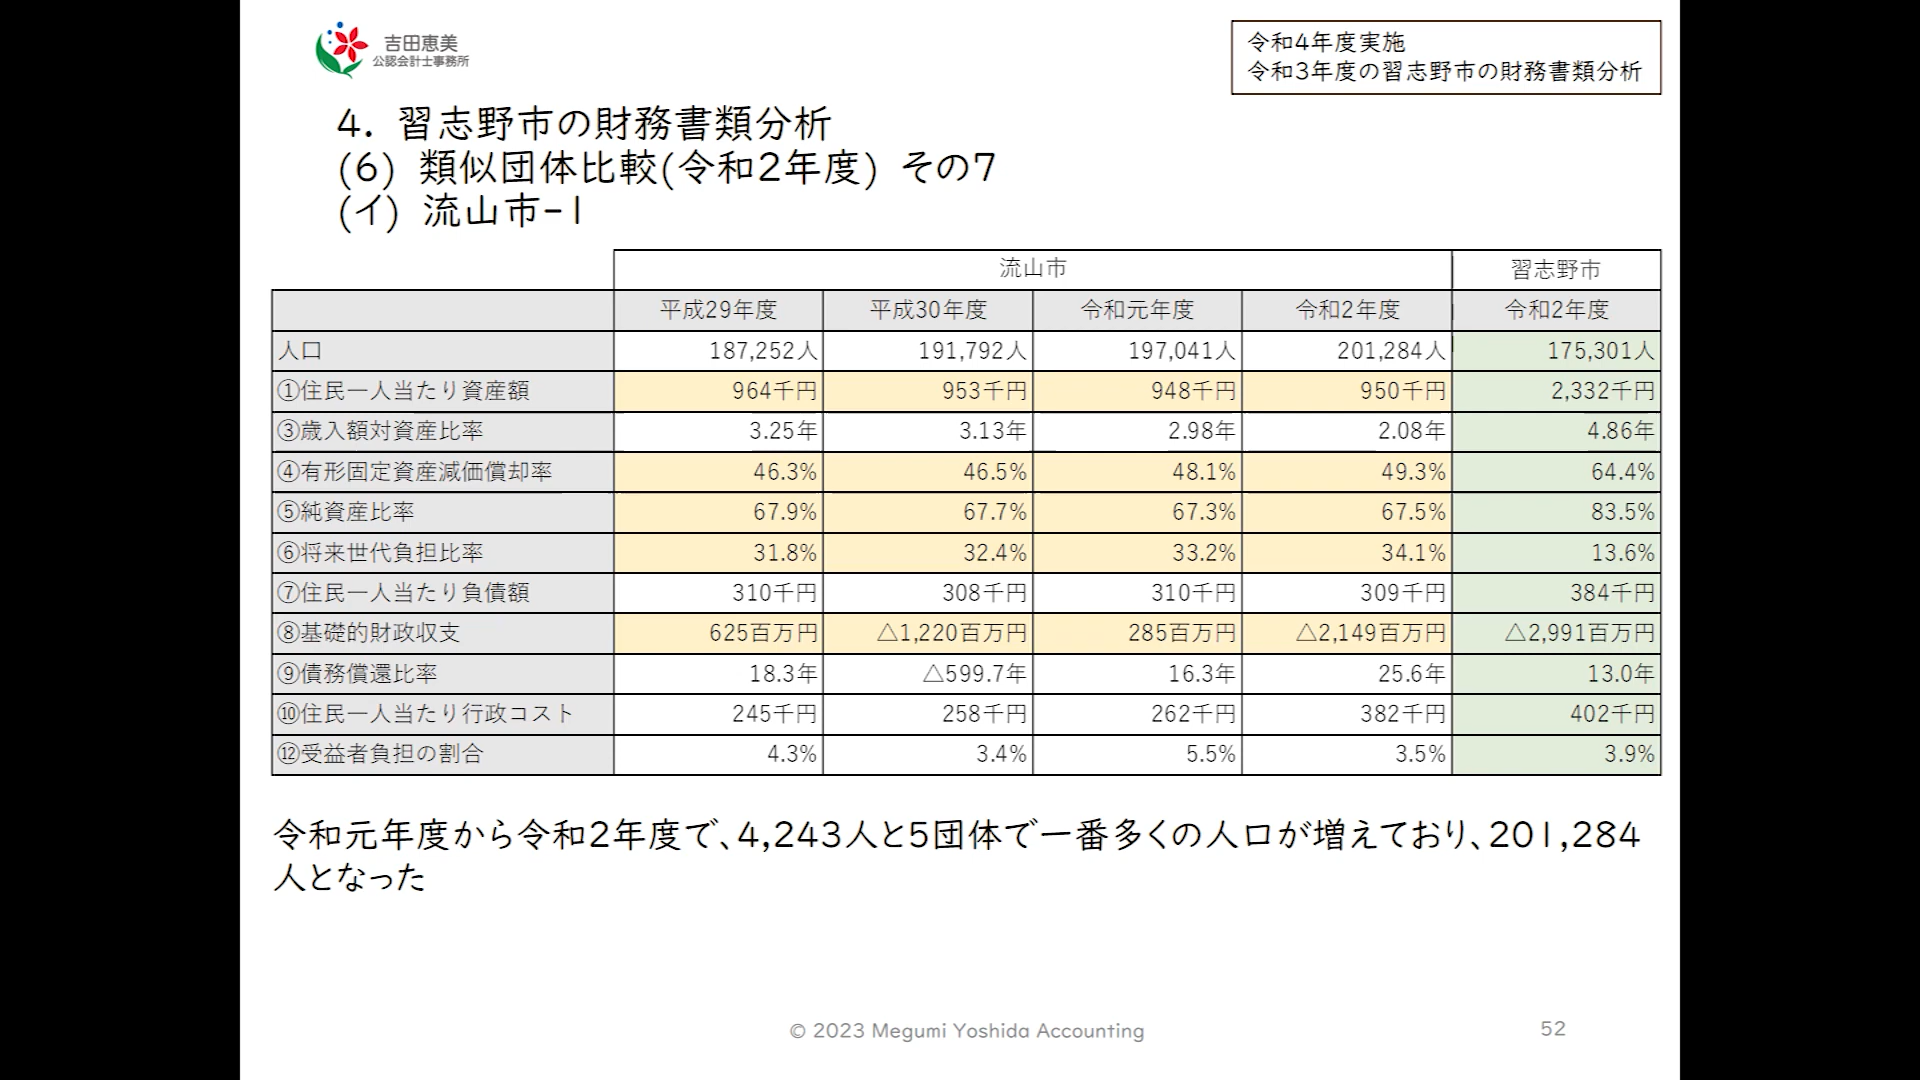 吉田恵美
公認会計士事務所
令和4年度実施
令和3年度の習志野市の財務書類分析
4. 習志野市の財務書類分析
(6) 類似団体比較(令和2年度) その7
(イ) 流山市-1
流山市 習志野市
平成29年度 平成30年度 令和元年度 令和2年度 令和2年度
人口 187,252人 191,792人 197,041人 201,284人 175,301人
①住民一人当たり資産額 964千円 953千円 948千円 950千円 2,332千円
③歳入額対資産比率 3.25年 3.13年 2.98年 2.08年 4.86年
④有形固定資産減価償却率 46.3% 46.5% 48.1% 49.3% 64.4%
⑤純資産比率 67.9% 67.7% 67.3% 67.5% 83.5%
⑥将来世代負担比率 31.8% 32.4% 33.2% 34.1% 13.6%
⑦住民一人当たり負債額 310千円 308千円 310千円 309千円 384千円
⑧基礎的財政収支 625百万円 △1,220百万円 285百万円 △2,149百万円 △2,991百万円
⑨債務償還比率 18.3年 △599.7年 16.3年 25.6年 13.0年
⑩住民一人当たり行政コスト 245千円 258千円 262千円 382千円 402千円
⑫受益者負担の割合 4.3% 3.4% 5.5% 3.5% 3.9%
令和元年度から令和2年度で、4,243人と5団体で一番多くの人口が増えており、201,284
人となった
© 2023 Megumi Yoshida Accounting
52